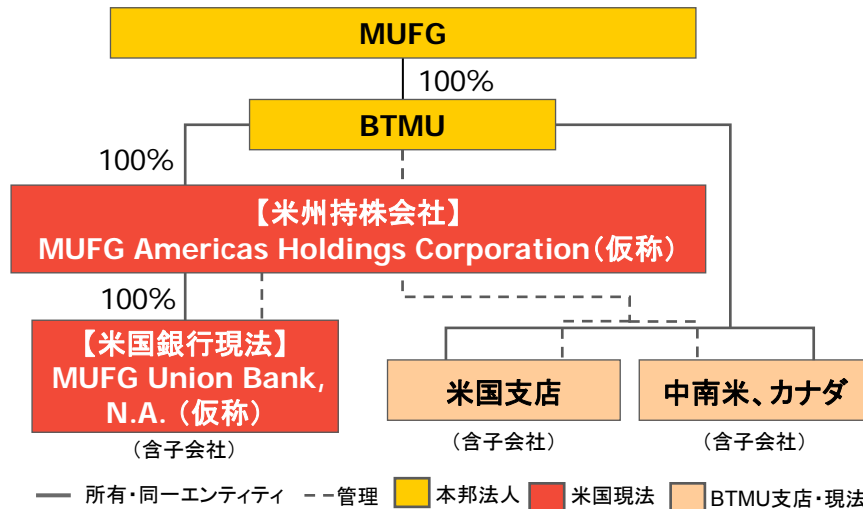 MUFG
100%
BTMU
100%
【米州持株会社】
MUFG Americas Holdings Corporation(仮称)
100%
【米国銀行現法】
MUFG Union Bank,
N.A. (仮称)
米国支店
中南米、カナダ
(含子会社)
(含子会社)
(含子会社)
所有・同一エンティティ
管理
本邦法人
米国現法
BTMU支店・現法